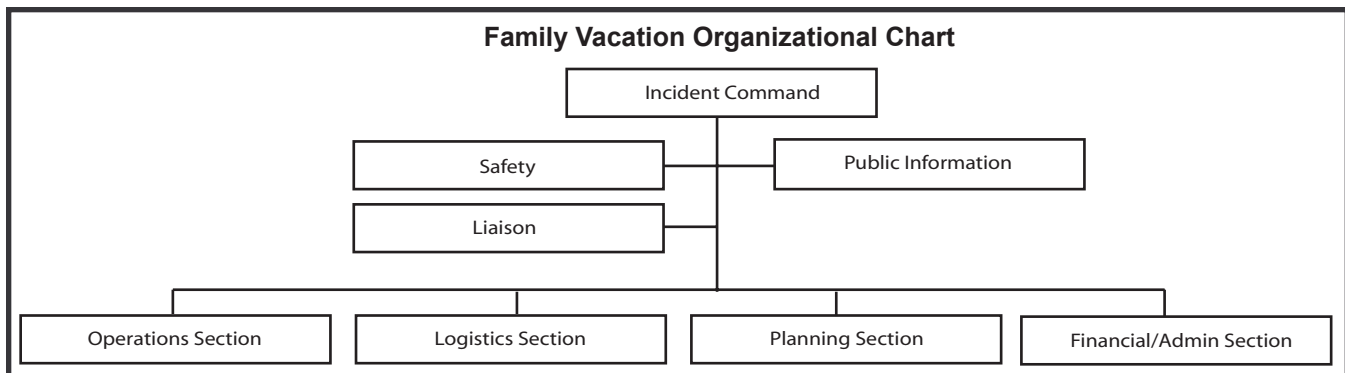 Family Vacation Organizational Chart
Incident Command
Safety
Public Information
Liaison
Operations Section
Logistics Section
Planning Section
Financial/Admin Section